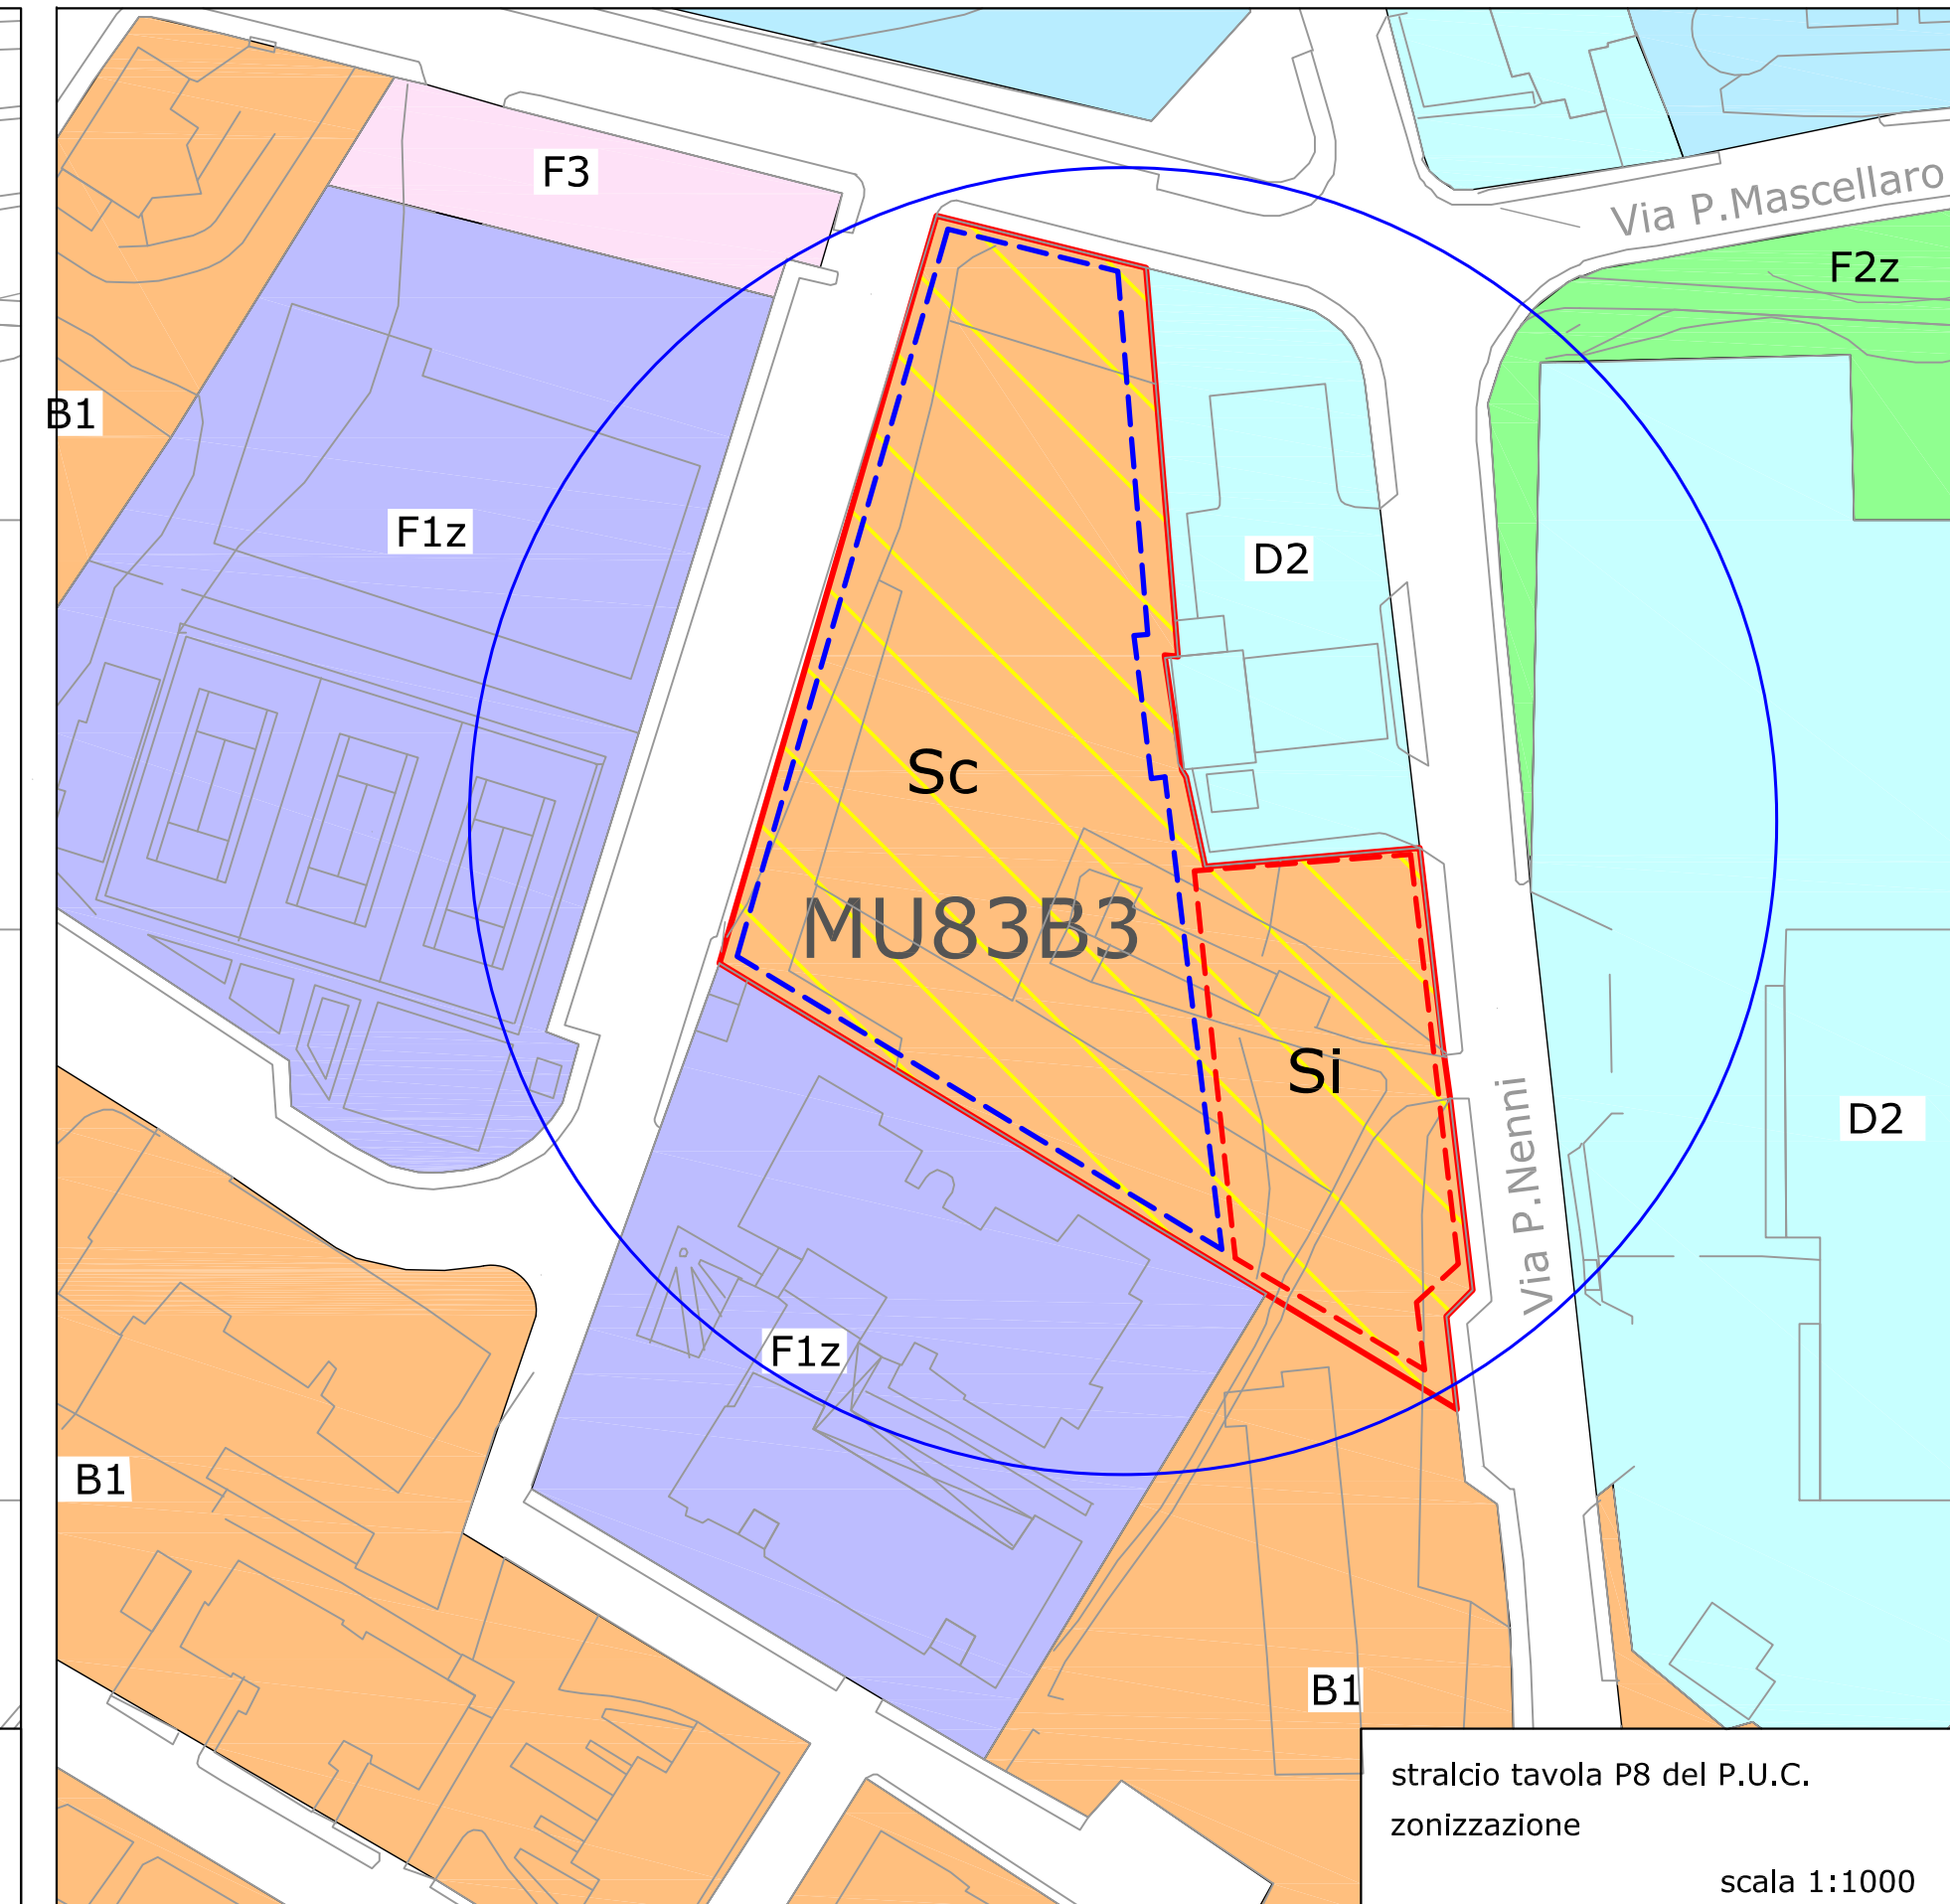 F3
Via P.Mascellaro
F2z
B1
F1z
D2
Sc
MU83B3
Si
Via P.Nenni
D2
F1z
B1
B1
stralcio tavola P8 del P.U.C.
zonizzazione
scala 1:1000